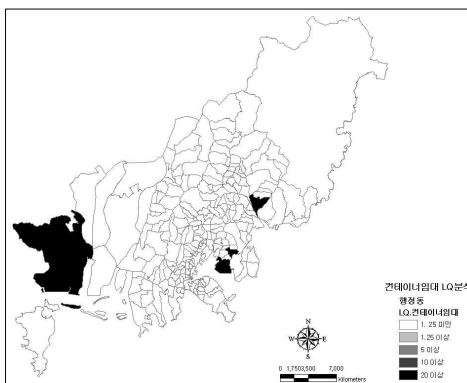 N
W E
S
0 1,7503,500 7,000
Kilometers
컨테이너임대 LQ분석
행정동
LQ.컨테이너임대
1. 25 미만
1.25 이상
5 이상
10 이상
20 이상